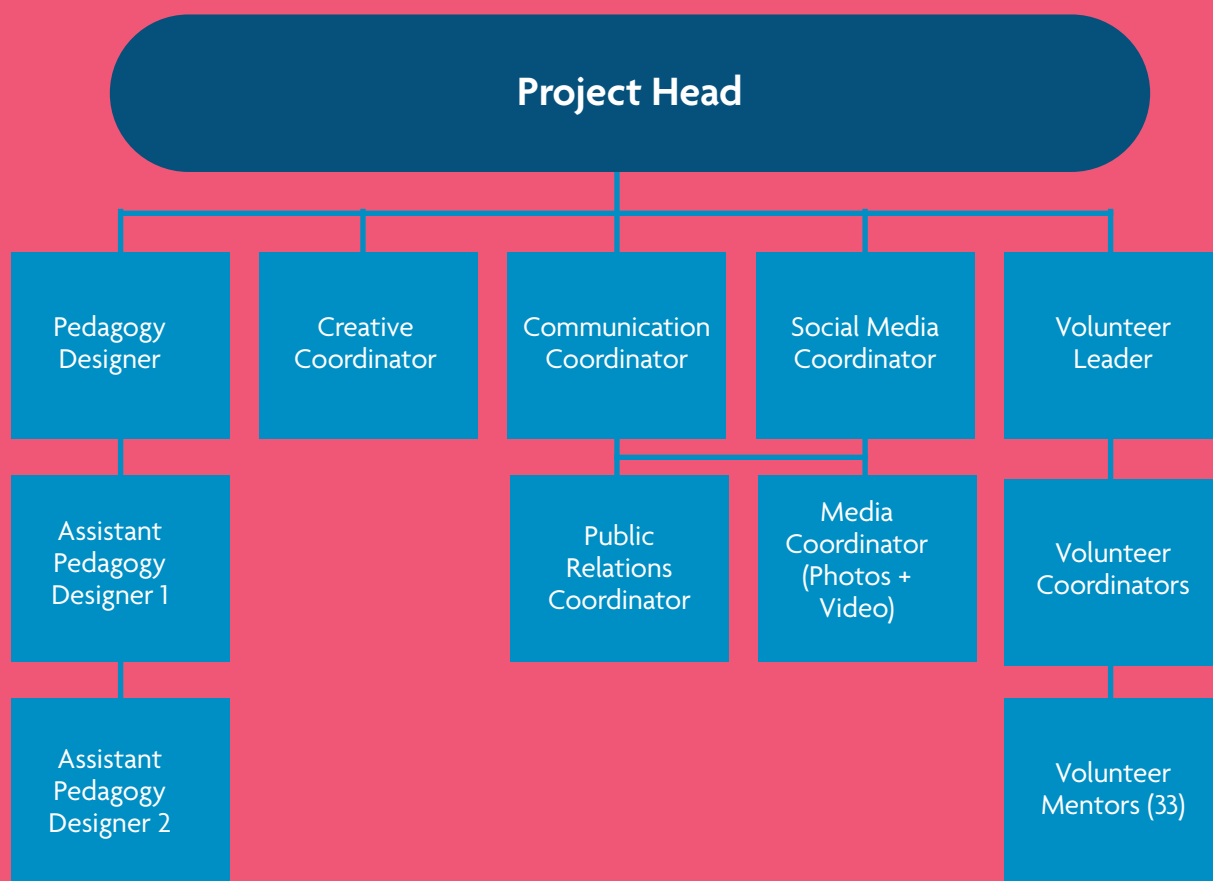 Project Head
Pedagogy
Designer
Creative
Coordinator
Communication
Coordinator
Social Media
Coordinator
Volunteer
Leader
Assistant
Pedagogy
Designer 1
Public
Relations
Coordinator
Media
Coordinator
(Photos +
Video)
Volunteer
Coordinators
Assistant
Pedagogy
Designer 2
Volunteer
Mentors (33)